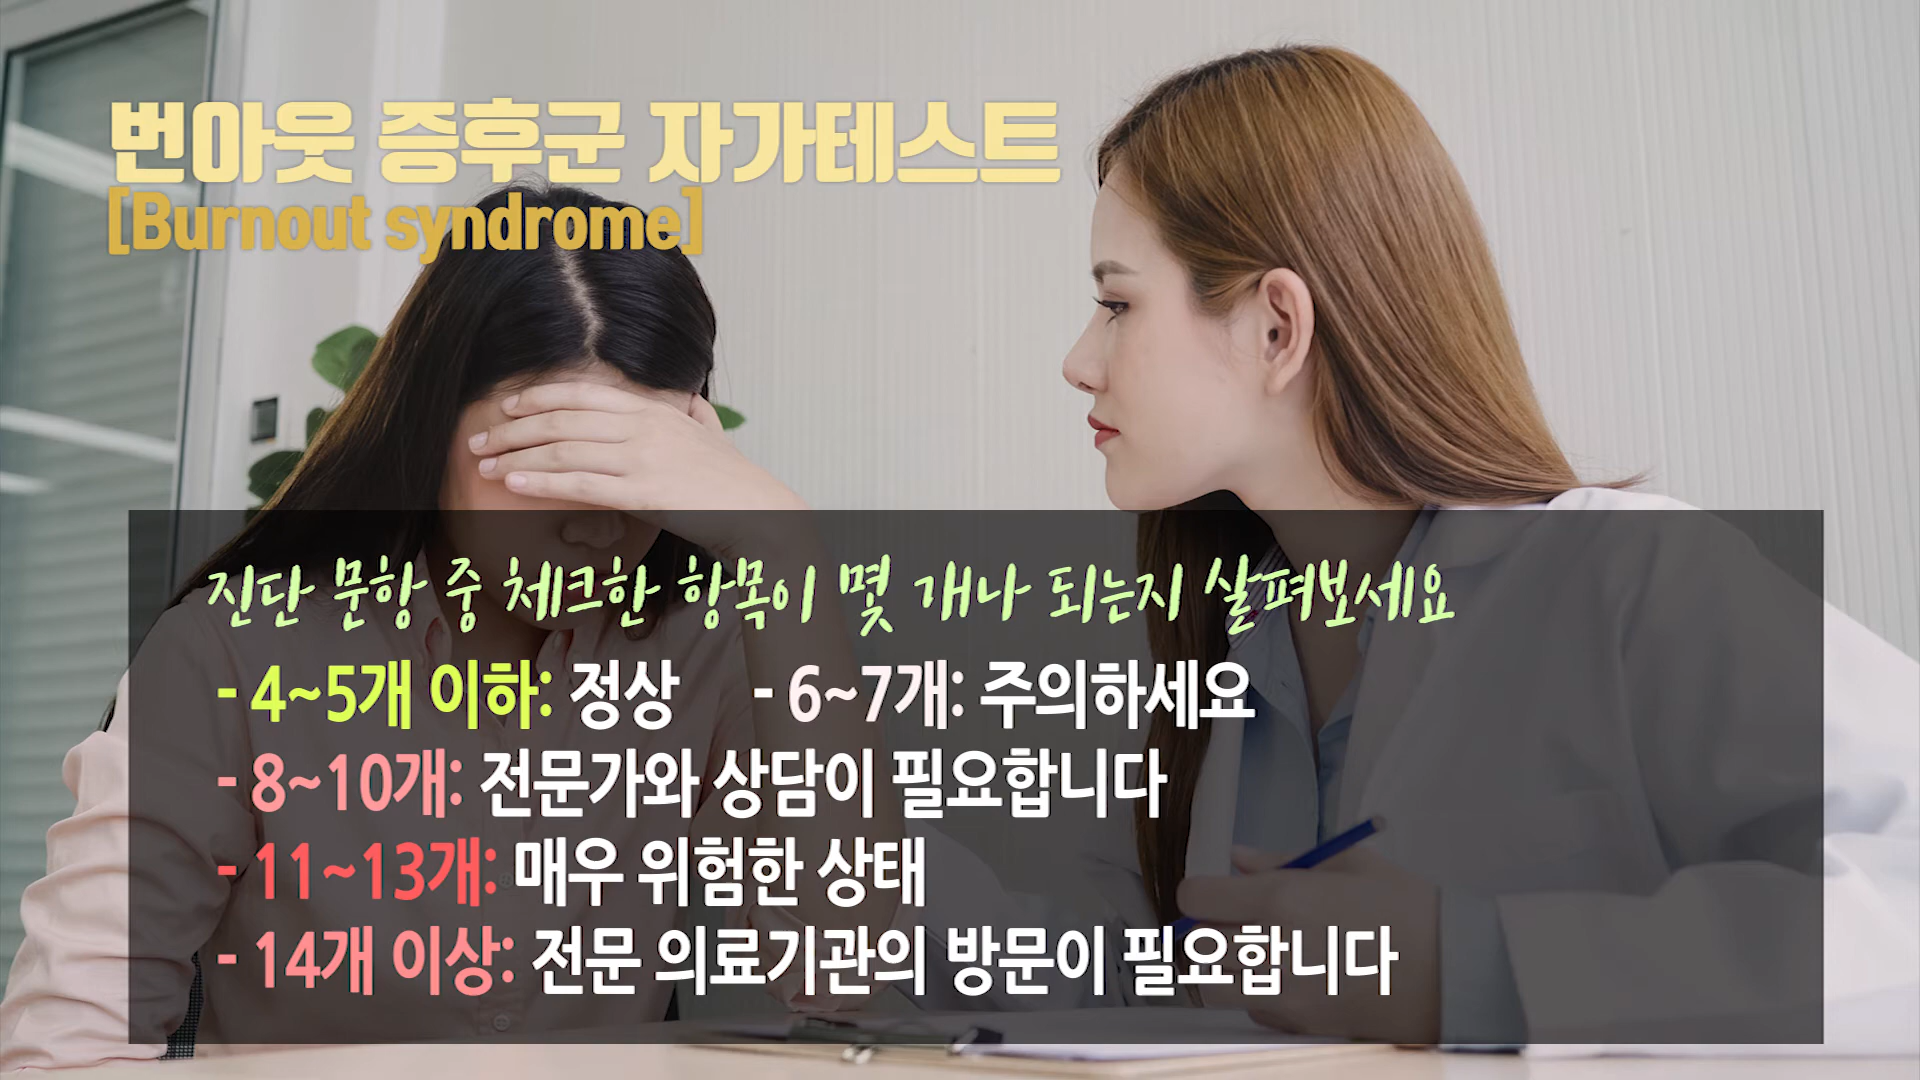 번아웃 증후군 자가테스트
[Burnout syndrome]
진단 문항 중 체크한 항목이 몇 개나 되는지 살펴보세요
- 4~5개 이하: 정상 - 6~7개: 주의하세요
- 8~10개: 전문가와 상담이 필요합니다
- 11~13개: 매우 위험한 상태
- 14개 이상: 전문 의료기관의 방문이 필요합니다